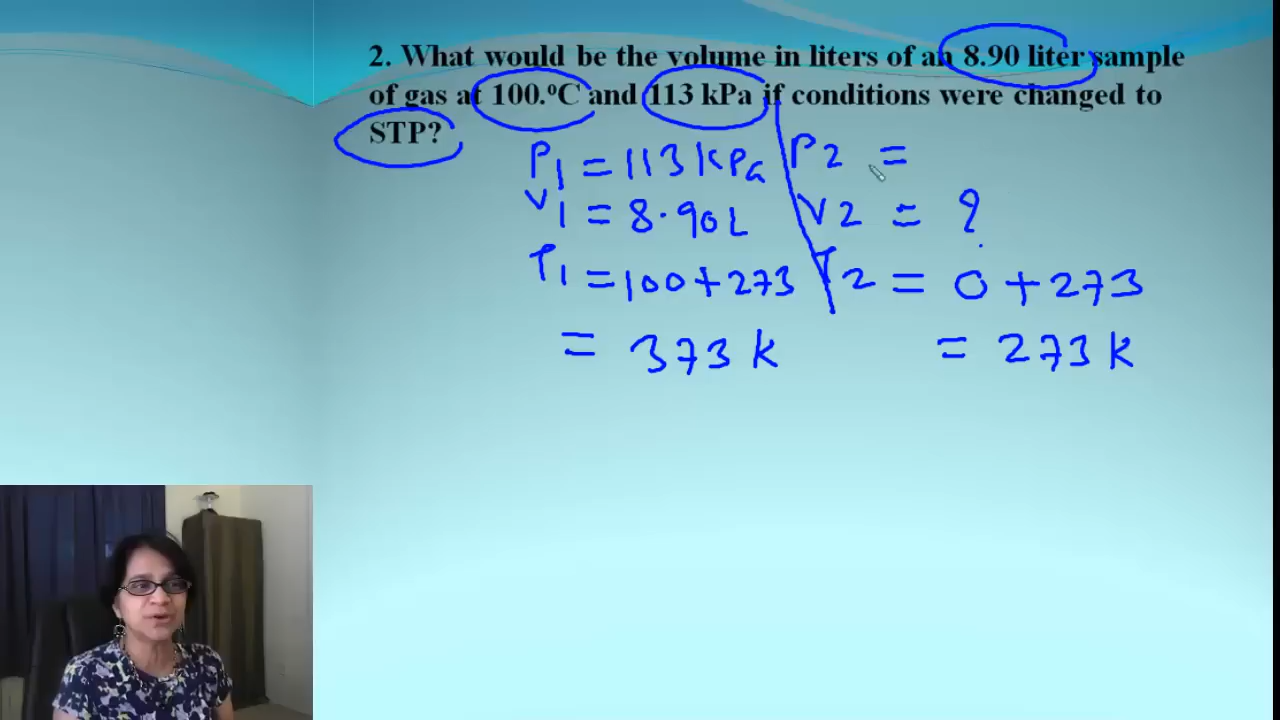 2. What would be the volume in liters of an 8.90 liter sample
of gas at 100.⁰C and 113 kPa if conditions were changed to
STP?
P1 = 113 kPa P2 =
V1 = 8.90L V2 = ?
T1 = 100+273 T2 = 0 + 273
= 373 k = 273 k